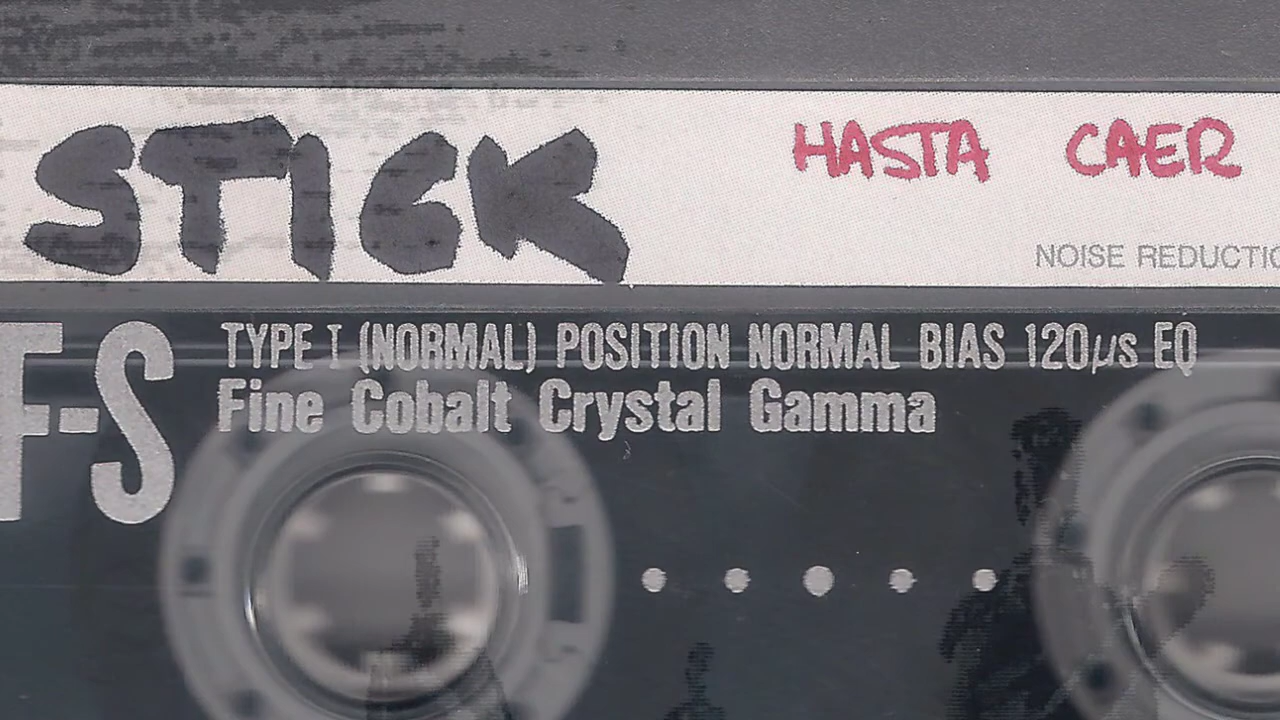 STICK HASTA CAER
NOISE REDUCTIO
F-S
TYPE I (NORMAL) POSITION NORMAL BIAS 120µs EQ
Fine Cobalt Crystal Gamma